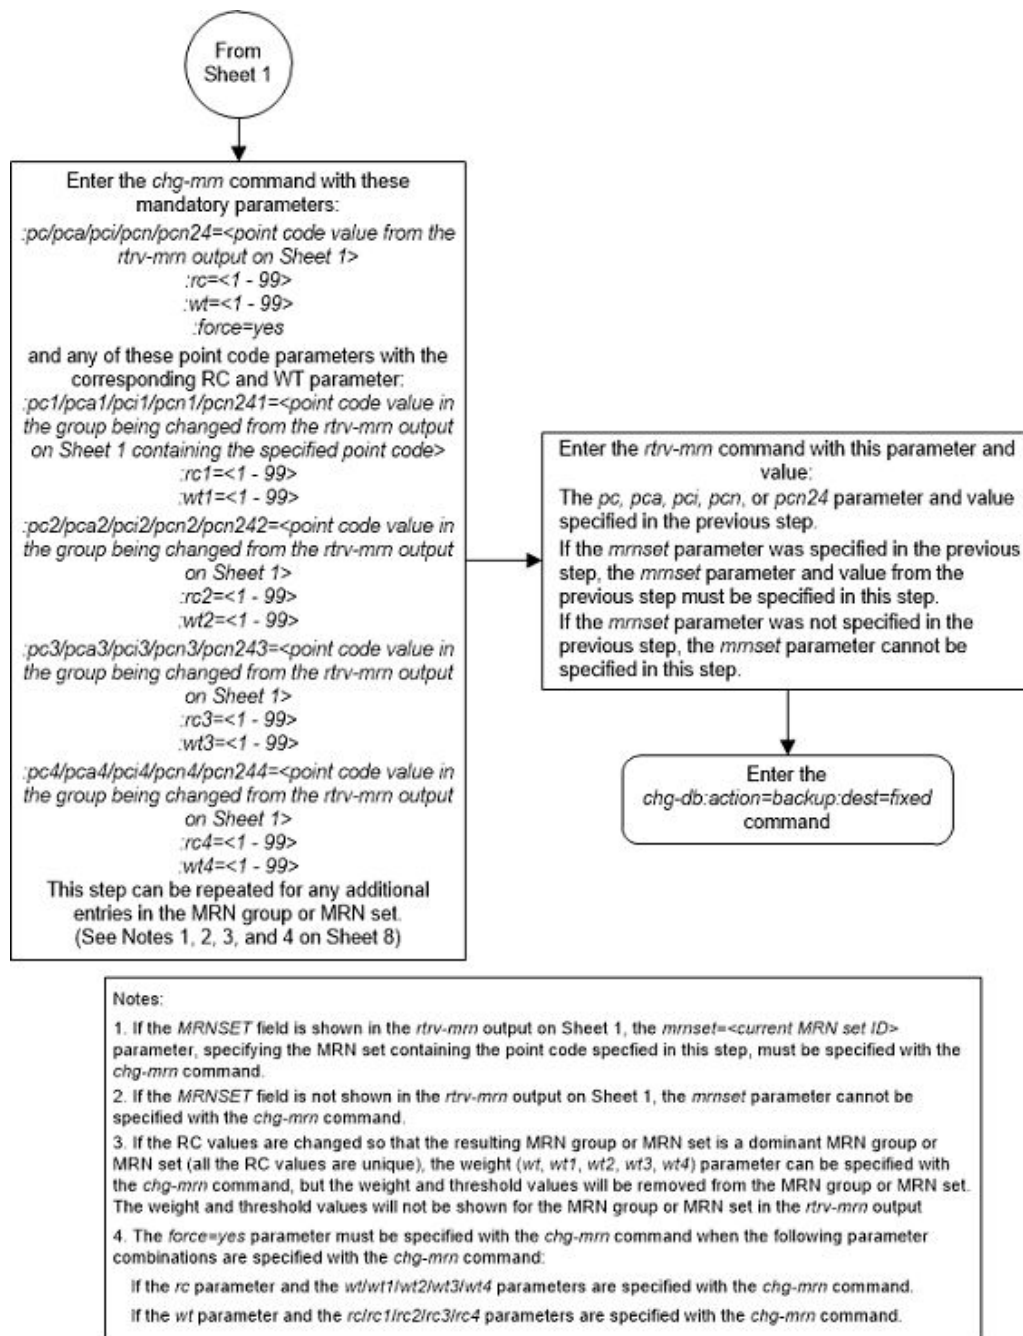 From
Sheet 1
Enter the chg-mrn command with these
mandatory parameters:
:pc/pca/pci/pcn/pcn24=<point code value from the
rtrv-mrn output on Sheet 1>
:rc=<1 - 99>
:wt=<1 - 99>
:force=yes
and any of these point code parameters with the
corresponding RC and WT parameter:
:pc1/pca1/pci1/pcn1/pcn241=<point code value in
the group being changed from the rtrv-mrn output
on Sheet 1 containing the specified point code>
:rc1=<1 - 99>
:wt1=<1 - 99>
:pc2/pca2/pci2/pcn2/pcn242=<point code value in
the group being changed from the rtrv-mrn output
on Sheet 1>
:rc2=<1 - 99>
:wt2=<1 - 99>
:pc3/pca3/pci3/pcn3/pcn243=<point code value in
the group being changed from the rtrv-mrn output
on Sheet 1>
:rc3=<1 - 99>
:wt3=<1 - 99>
:pc4/pca4/pci4/pcn4/pcn244=<point code value in
the group being changed from the rtrv-mrn output
on Sheet 1>
:rc4=<1 - 99>
:wt4=<1 - 99>
This step can be repeated for any additional
entries in the MRN group or MRN set.
(See Notes 1, 2, 3, and 4 on Sheet 8)
Enter the rtrv-mrn command with this parameter and
value:
The pc, pca, pci, pcn, or pcn24 parameter and value
specified in the previous step.
If the mrnset parameter was specified in the previous
step, the mrnset parameter and value from the
previous step must be specified in this step.
If the mrnset parameter was not specified in the
previous step, the mrnset parameter cannot be
specified in this step.
Enter the
chg-db:action=backup:dest=fixed
command
Notes:
1. If the MRNSET field is shown in the rtrv-mrn output on Sheet 1, the mrnset=<current MRN set ID>
parameter, specifying the MRN set containing the point code specfied in this step, must be specified with the
chg-mrn command.
2. If the MRNSET field is not shown in the rtrv-mrn output on Sheet 1, the mrnset parameter cannot be
specified with the chg-mrn command.
3. If the RC values are changed so that the resulting MRN group or MRN set is a dominant MRN group or
MRN set (all the RC values are unique), the weight (wt, wt1, wt2, wt3, wt4) parameter can be specified with
the chg-mrn command, but the weight and threshold values will be removed from the MRN group or MRN set.
The weight and threshold values will not be shown for the MRN group or MRN set in the rtrv-mrn output
4. The force=yes parameter must be specified with the chg-mrn command when the following parameter
combinations are specified with the chg-mrn command:
If the rc parameter and the wt/wt1/wt2/wt3/wt4 parameters are specified with the chg-mrn command.
If the wt parameter and the rc/rc1/rc2/rc3/rc4 parameters are specified with the chg-mrn command.